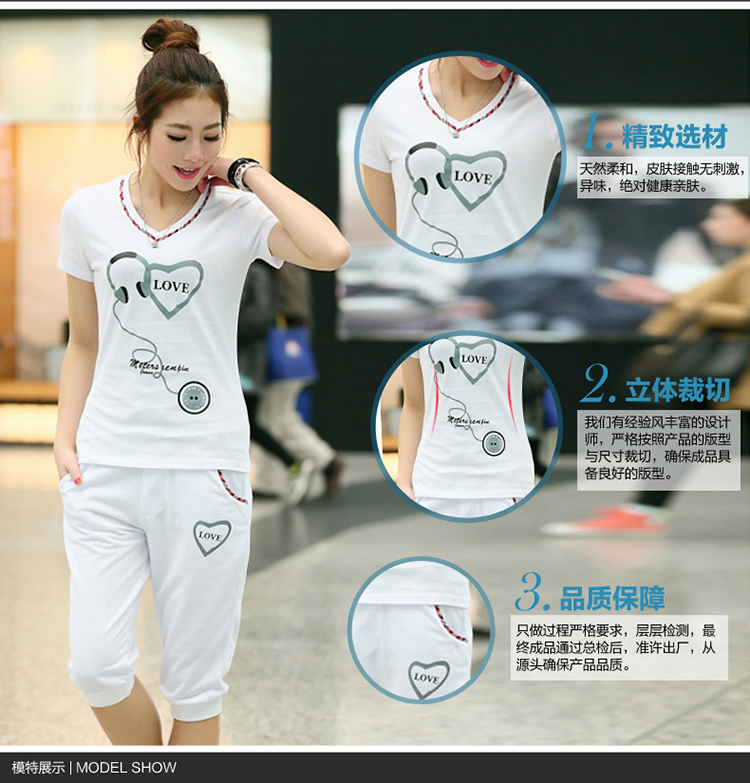 LOVE
Meters
LOVE
1. 精致选材
天然柔和，皮肤接触无刺激，
异味，绝对健康亲肤。
LOVE
LOVE
Meters
2. 立体裁切
我们有经验风丰富的设计
师，严格按照产品的版型
与尺寸裁切，确保成品具
备良好的版型。
LOVE
3. 品质保障
只做过程严格要求，层层检测，最
终成品通过总检后，准许出厂，从
源头确保产品品质。
模特展示 | MODEL SHOW